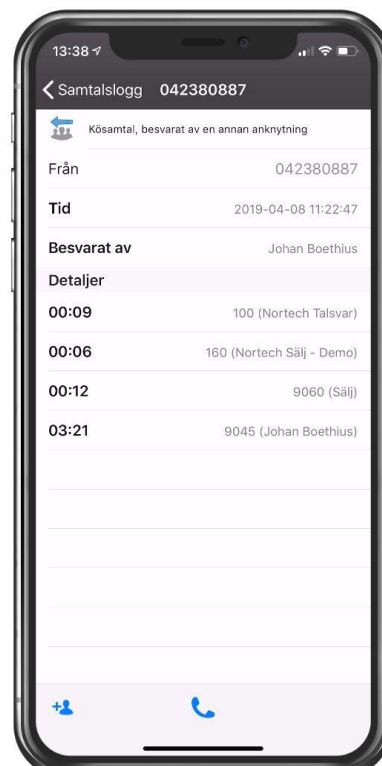 13:38
Samtalslogg 042380887
Kösamtal, besvarat av en annan anknytning
Från 042380887
Tid 2019-04-08 11:22:47
Besvarat av Johan Boethius
Detaljer
00:09 100 (Nortech Talsvar)
00:06 160 (Nortech Sälj - Demo)
00:12 9060 (Sälj)
03:21 9045 (Johan Boethius)